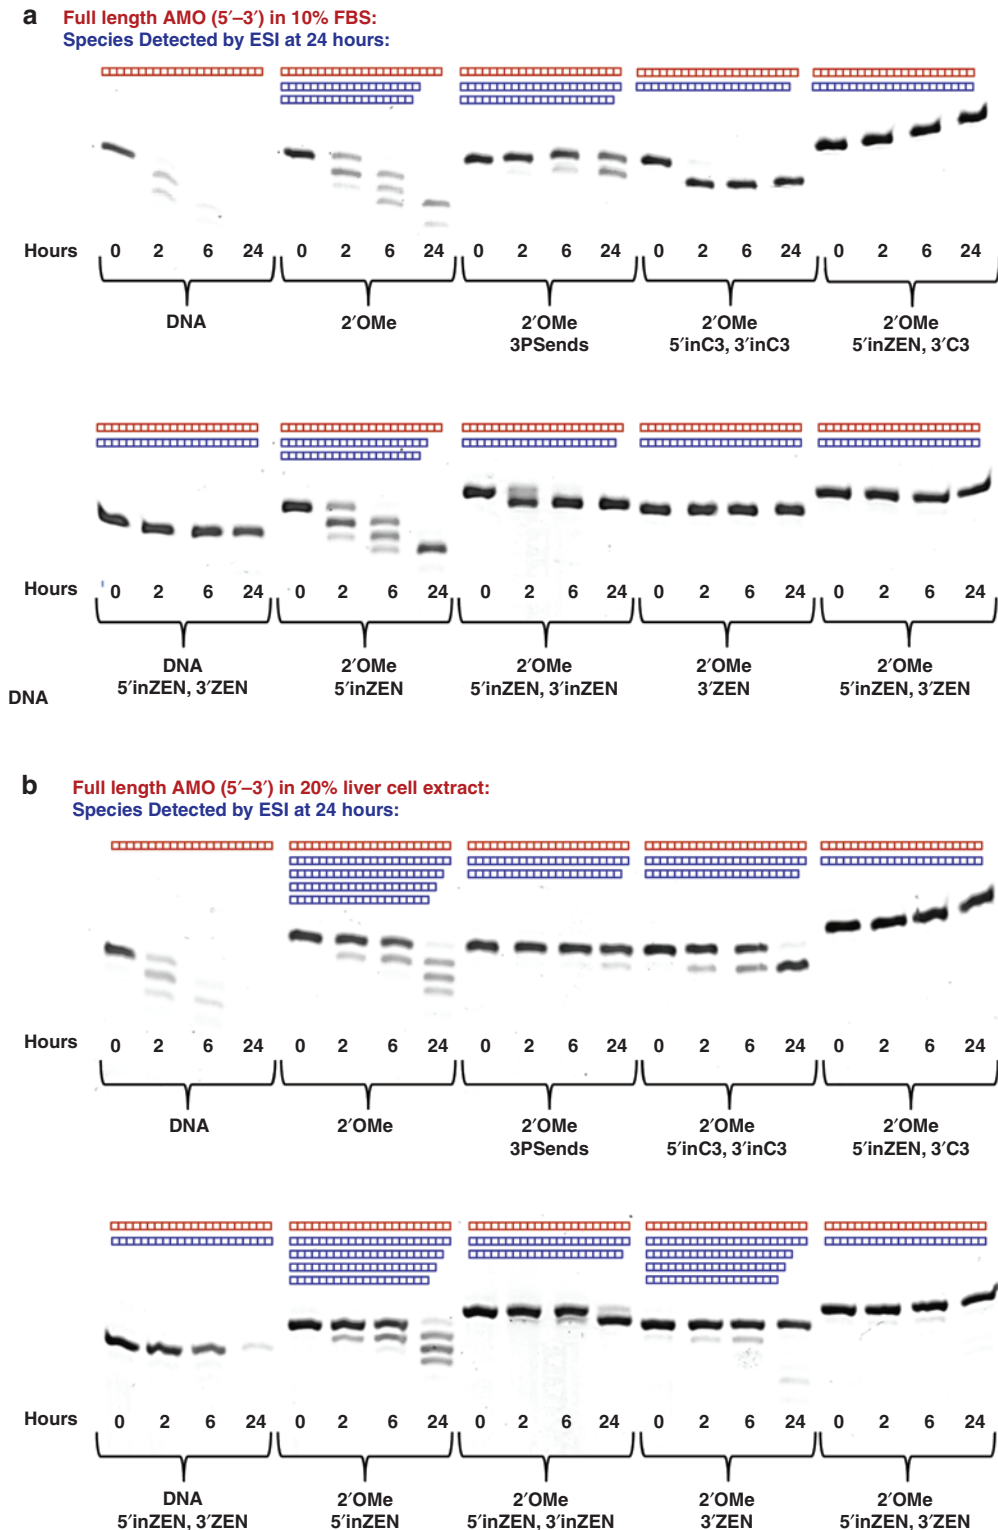 a
Full length AMO (5′–3′) in 10% FBS:
Species Detected by ESI at 24 hours:
Hours 0 2 6 24 0 2 6 24 0 2 6 24 0 2 6 24 0 2 6 24
DNA 2′OMe 2′OMe 2′OMe 2′OMe
3PSends 5′inC3, 3′inC3 5′inZEN, 3′C3
Hours 0 2 6 24 0 2 6 24 0 2 6 24 0 2 6 24 0 2 6 24
DNA 2′OMe 2′OMe 2′OMe 2′OMe
5′inZEN, 3′ZEN 5′inZEN 5′inZEN, 3′inZEN 3′ZEN 5′inZEN, 3′ZEN
DNA
b
Full length AMO (5′–3′) in 20% liver cell extract:
Species Detected by ESI at 24 hours:
Hours 0 2 6 24 0 2 6 24 0 2 6 24 0 2 6 24 0 2 6 24
DNA 2′OMe 2′OMe 2′OMe 2′OMe
3PSends 5′inC3, 3′inC3 5′inZEN, 3′C3
Hours 0 2 6 24 0 2 6 24 0 2 6 24 0 2 6 24 0 2 6 24
DNA 2′OMe 2′OMe 2′OMe 2′OMe
5′inZEN, 3′ZEN 5′inZEN 5′inZEN, 3′inZEN 3′ZEN 5′inZEN, 3′ZEN